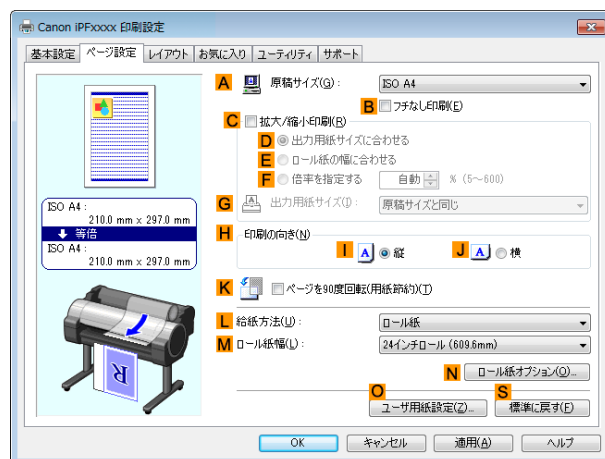 Canon iPFxxxx 印刷設定
基本設定 ページ設定 レイアウト お気に入り ユーティリティ サポート
A 原稿サイズ(G): ISO A4
B フチなし印刷(E)
C 拡大/縮小印刷(R)
D 出力用紙サイズに合わせる
E ロール紙の幅に合わせる
F 倍率を指定する 自動 % (5～600)
G A 出力用紙サイズ(I): 原稿サイズと同じ
ISO A4 :
210.0 mm x 297.0 mm
等倍
ISO A4 :
210.0 mm x 297.0 mm
H 印刷の向き(N)
I A 縦 J A 横
K ページを90度回転(用紙節約)(T)
L 給紙方法(U): ロール紙
M ロール紙幅(L): 24インチロール (609.6mm)
R
N ロール紙オプション(O)...
O S
ユーザ用紙設定(Z)... 標準に戻す(F)
OK キャンセル 適用(A) ヘルプ